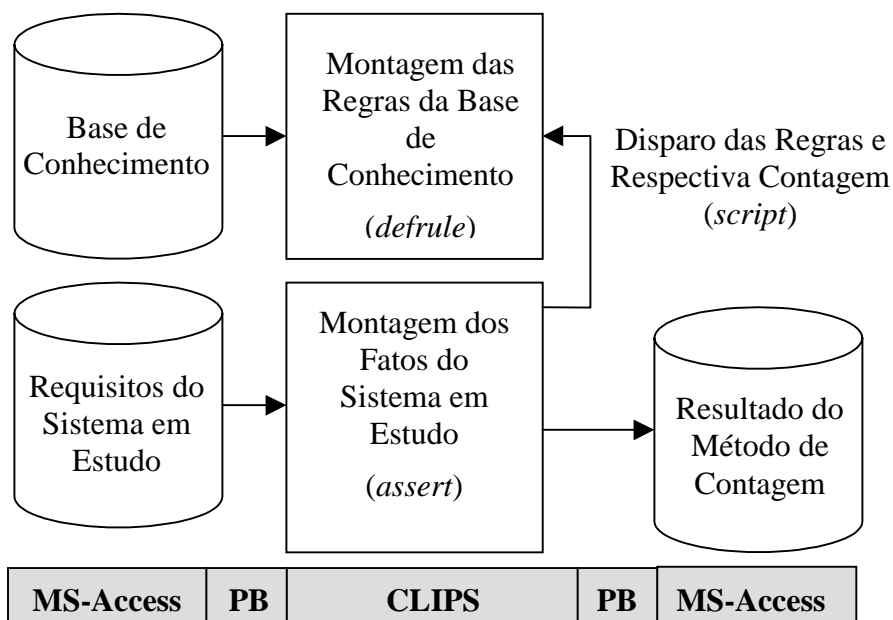 Base de
Conhecimento
Montagem das
Regras da Base
de
Conhecimento
(defrule)
Disparo das Regras e
Respectiva Contagem
(script)
Requisitos do
Sistema em
Estudo
Montagem dos
Fatos do
Sistema em
Estudo
(assert)
Resultado do
Método de
Contagem
MS-Access PB CLIPS PB MS-Access